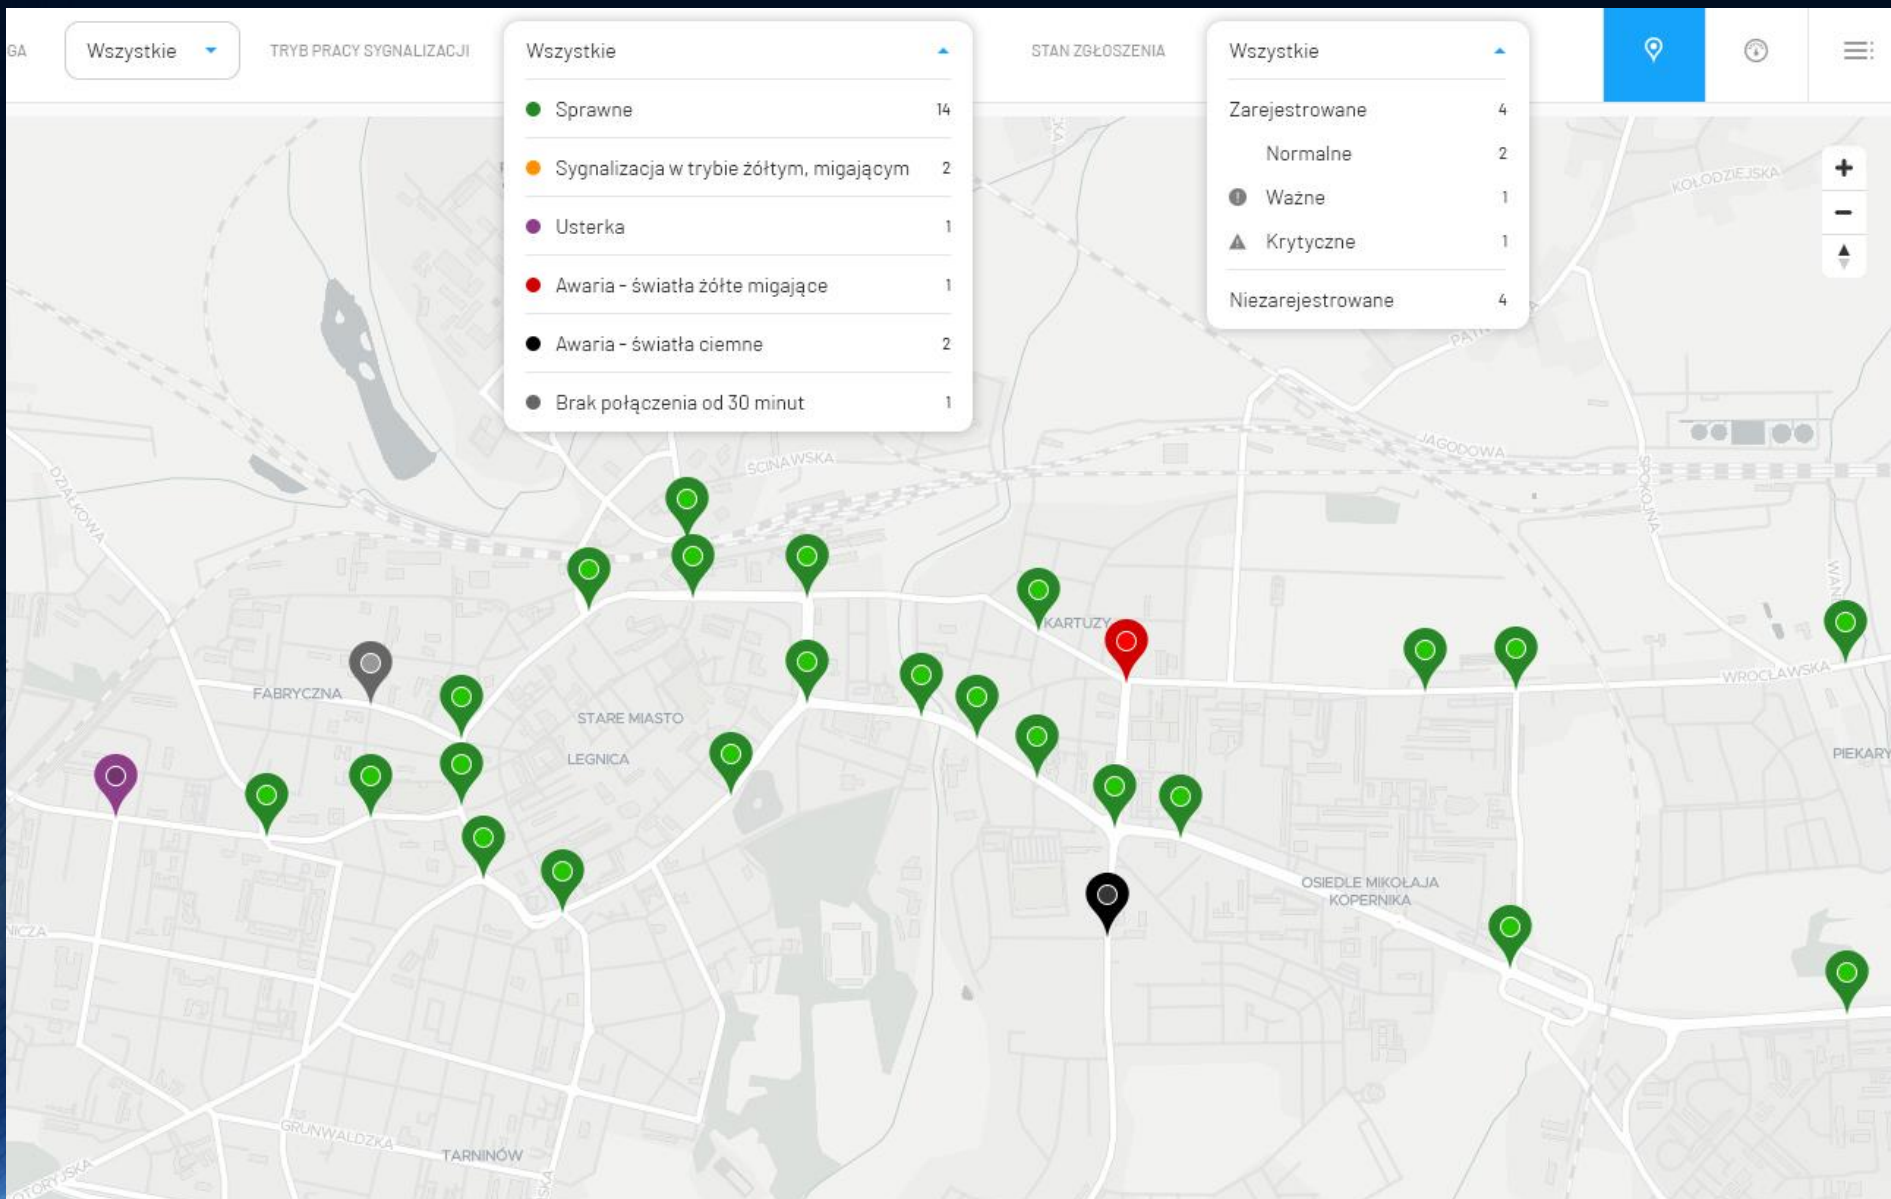 GA
Wszystkie
TRYB PRACY SYGNALIZACJI
Wszystkie
Sprawne 14
Sygnalizacja w trybie żółtym, migającym 2
Usterka 1
Awaria - światła żółte migające 1
Awaria - światła ciemne 2
Brak połączenia od 30 minut 1
STAN ZGŁOSZENIA
Wszystkie
Zarejestrowane 4
Normalne 2
Ważne 1
Krytyczne 1
Niezarejestrowane 4
KOŁODZIEJSKA
JAGODOWA
ŚCINAWSKA
DZIAŁKOWA
SPOKOJNA
KARTUZY
WROCŁAWSKA
FABRYCZNA
STARE MIASTO
LEGNICA
PIEKARY
OSIEDLE MIKOŁAJA
KOPERNIKA
NICZA
GRUNWALDZKA
TARNINÓW